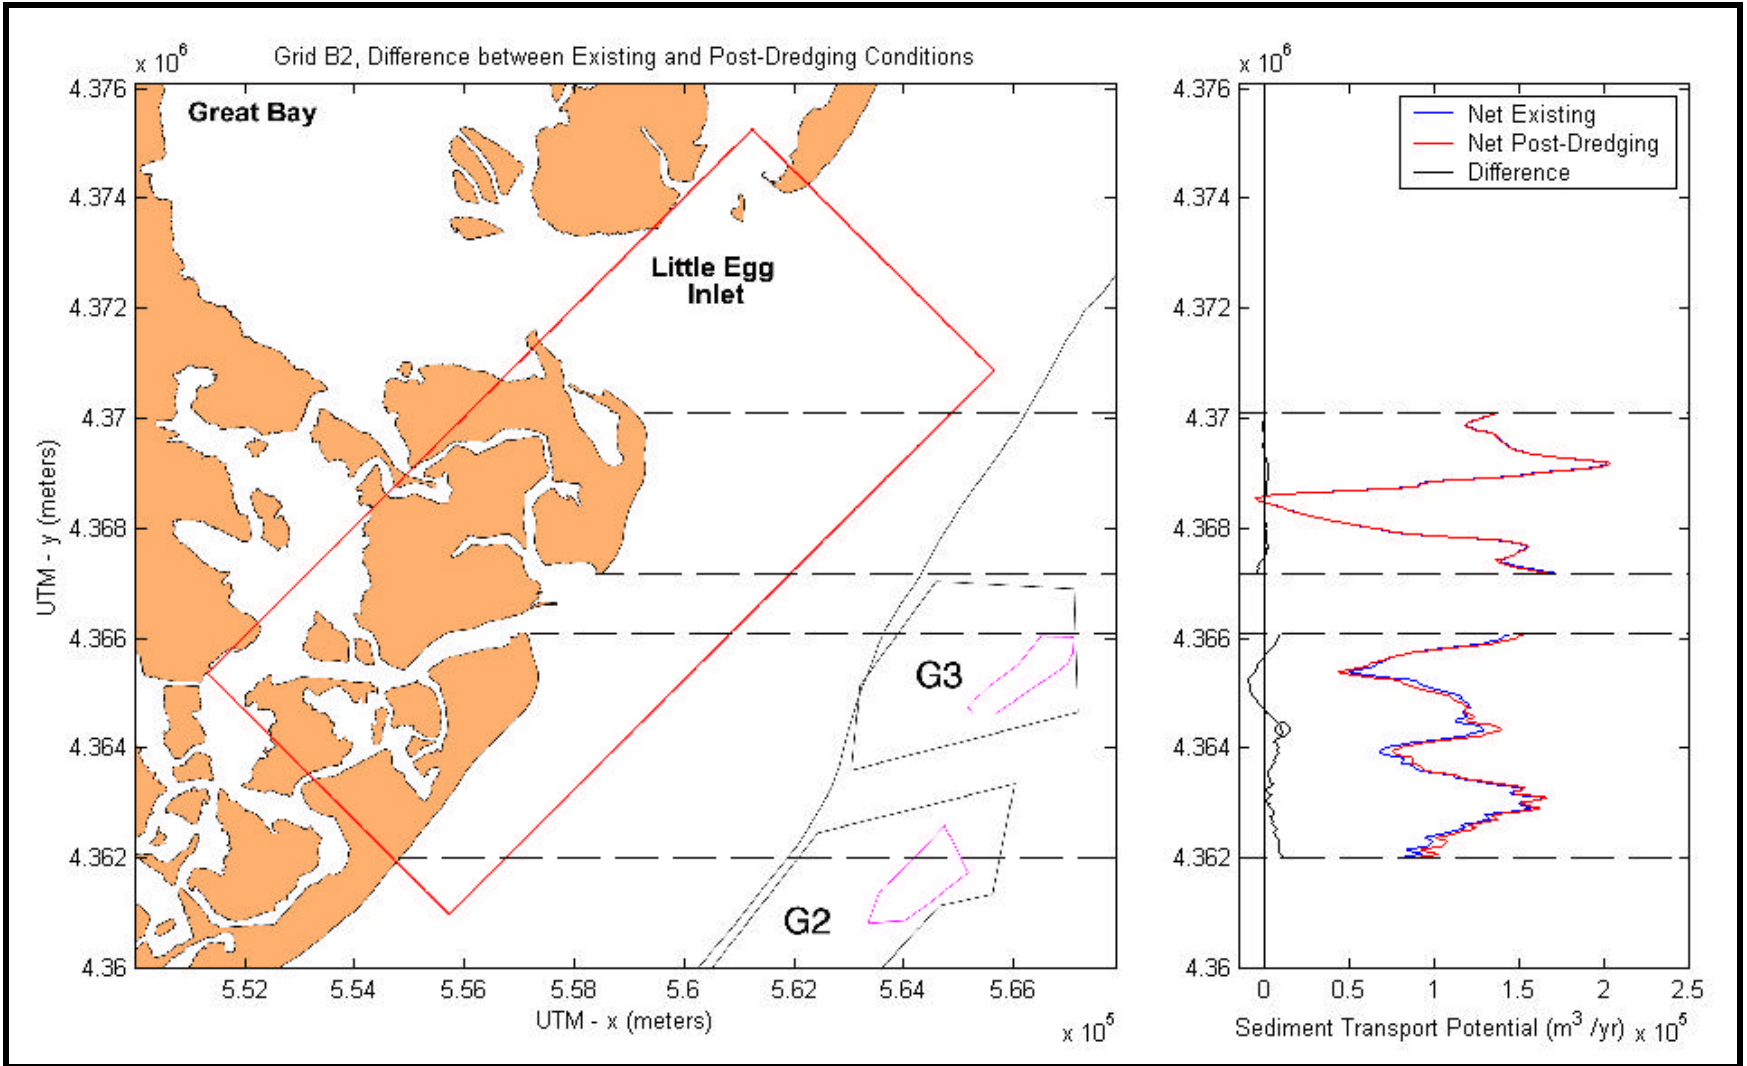 Grid B2, Difference between Existing and Post-Dredging Conditions
x 10^6
4.376
4.374
4.372
4.37
4.368
4.366
4.364
4.362
4.36
UTM - y (meters)
Great Bay
Little Egg
Inlet
G3
G2
5.52 5.54 5.56 5.58 5.6 5.62 5.64 5.66
UTM - x (meters)
x 10^5
x 10^6
4.376
4.374
4.372
4.37
4.368
4.366
4.364
4.362
4.36
Net Existing
Net Post-Dredging
Difference
0 0.5 1 1.5 2 2.5
Sediment Transport Potential (m^3 /yr) x 10^5